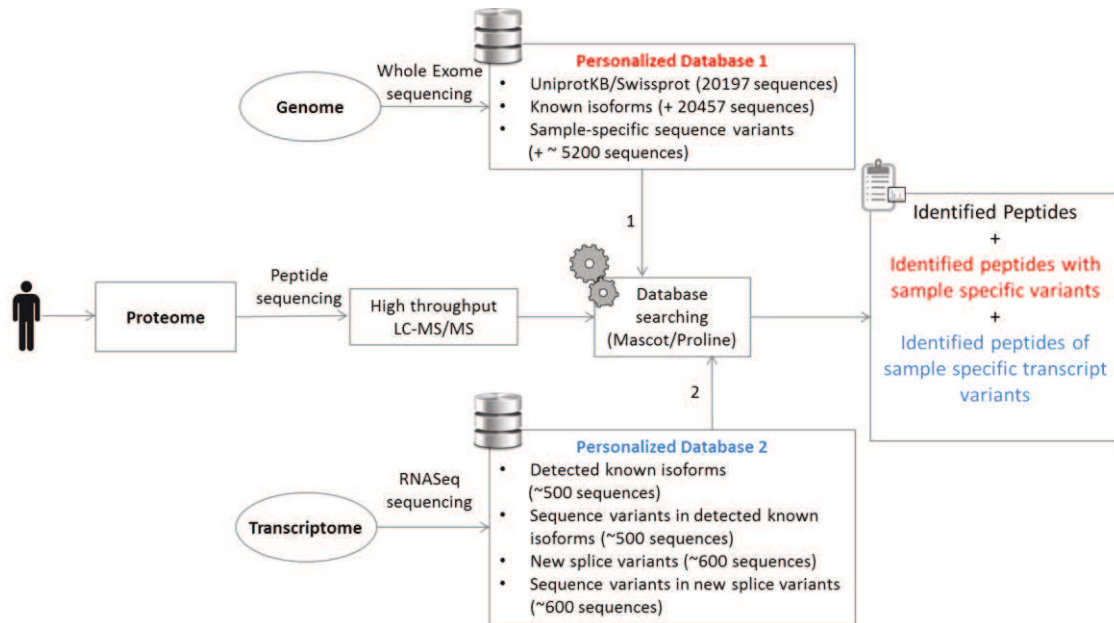 Personalized Database 1
• UniprotKB/Swissprot (20197 sequences)
• Known isoforms (+ 20457 sequences)
• Sample-specific sequence variants
(+ ~ 5200 sequences)
Whole Exome
sequencing
Genome
1
Identified Peptides
+
Identified peptides with
sample specific variants
+
Identified peptides of
sample specific transcript
variants
Peptide
sequencing
Proteome
High throughput
LC-MS/MS
Database
searching
(Mascot/Proline)
2
Personalized Database 2
• Detected known isoforms
(~500 sequences)
• Sequence variants in detected known
isoforms (~500 sequences)
• New splice variants (~600 sequences)
• Sequence variants in new splice variants
(~600 sequences)
RNASeq
sequencing
Transcriptome